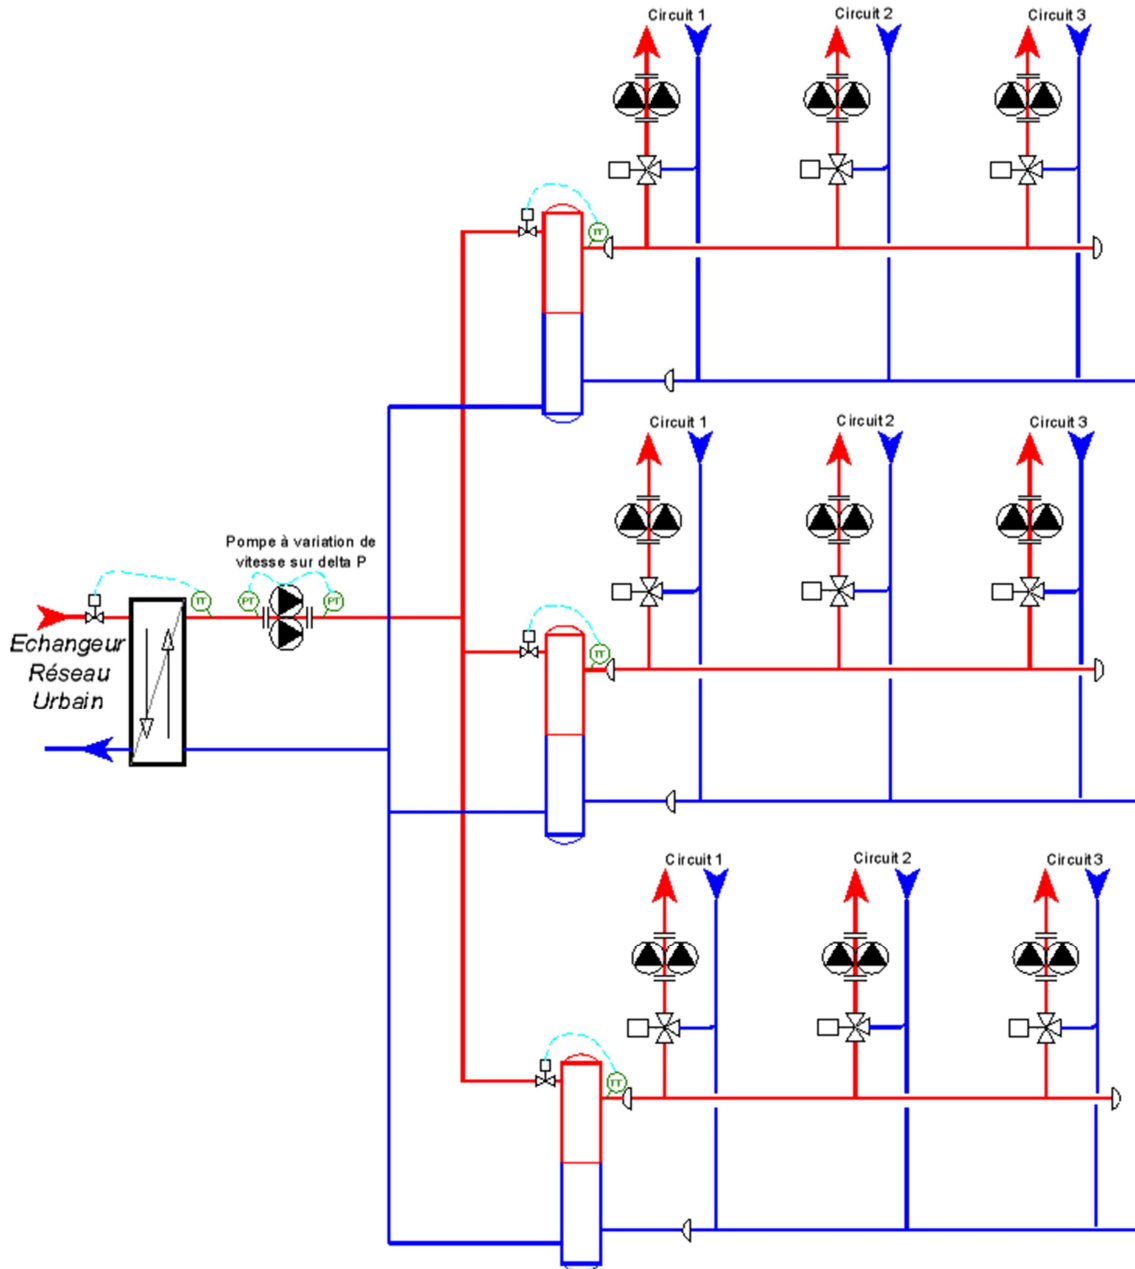 Circuit 1
Circuit 2
Circuit 3
TT
Circuit 1
Circuit 2
Circuit 3
Pompe à variation de
vitesse sur delta P
TT
PT
PT
Echangeur
Réseau
Urbain
TT
Circuit 1
Circuit 2
Circuit 3
TT